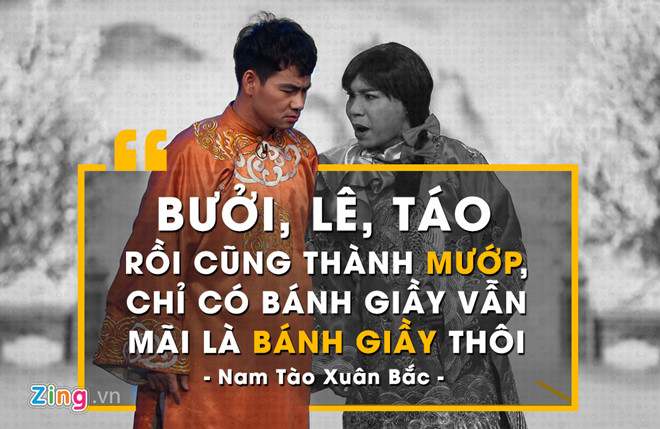 BƯỞI, LÊ, TÁO
RỒI CŨNG THÀNH MƯỚP,
CHỈ CÓ BÁNH GIẦY VẪN
MÃI LÀ BÁNH GIẦY THÔI
- Nam Tào Xuân Bắc -
Zing.vn